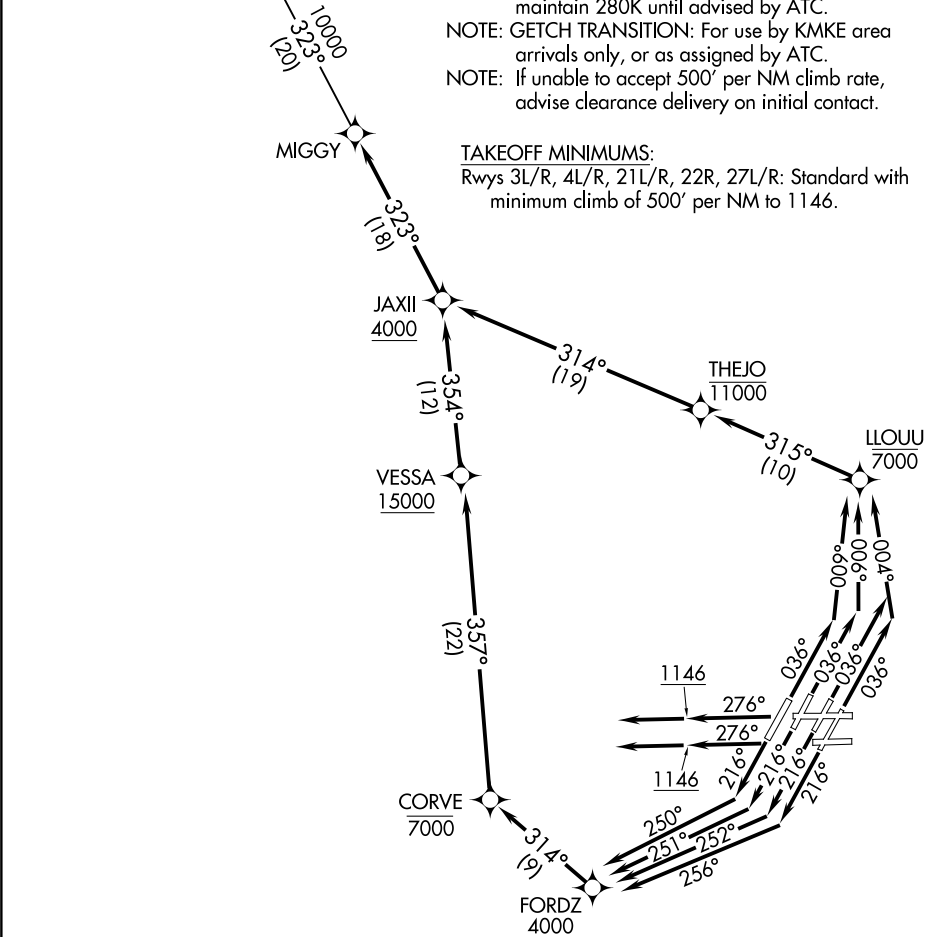 maintain 280K until advised by ATC.
NOTE: GETCH TRANSITION: For use by KMKE area
arrivals only, or as assigned by ATC.
NOTE: If unable to accept 500' per NM climb rate,
advise clearance delivery on initial contact.
TAKEOFF MINIMUMS:
Rwys 3L/R, 4L/R, 21L/R, 22R, 27L/R: Standard with
minimum climb of 500' per NM to 1146.
10000
323°
(20)
MIGGY
323°
(18)
JAXII
4000
314°
(19)
THEJO
11000
315°
(10)
LLOUU
7000
354°
(12)
VESSA
15000
009°
006°
004°
357°
(22)
036°
036°
036°
036°
1146
276°
276°
1146
216°
216°
216°
216°
CORVE
7000
250°
251°
252°
256°
314°
(9)
FORDZ
4000